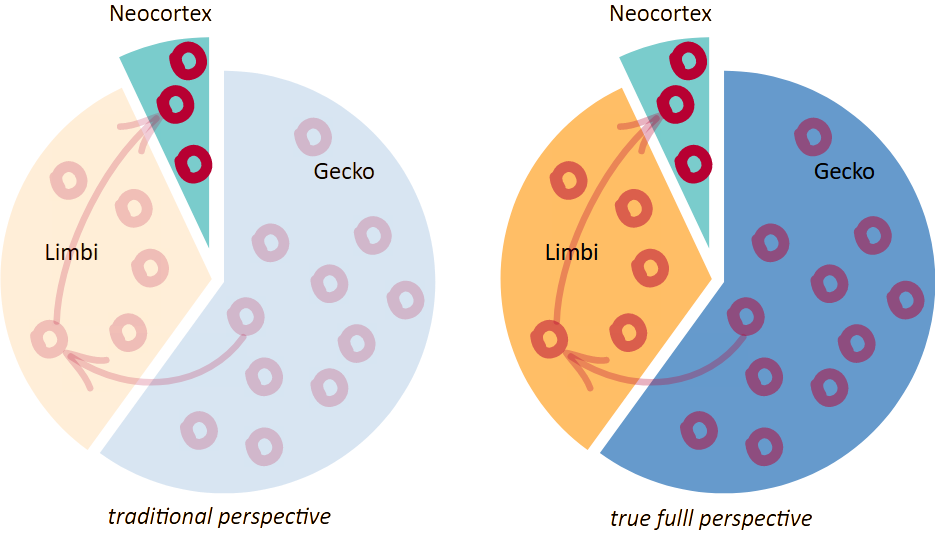 Neocortex
Gecko
Limbi
traditional perspective
Neocortex
Gecko
Limbi
true fulll perspective